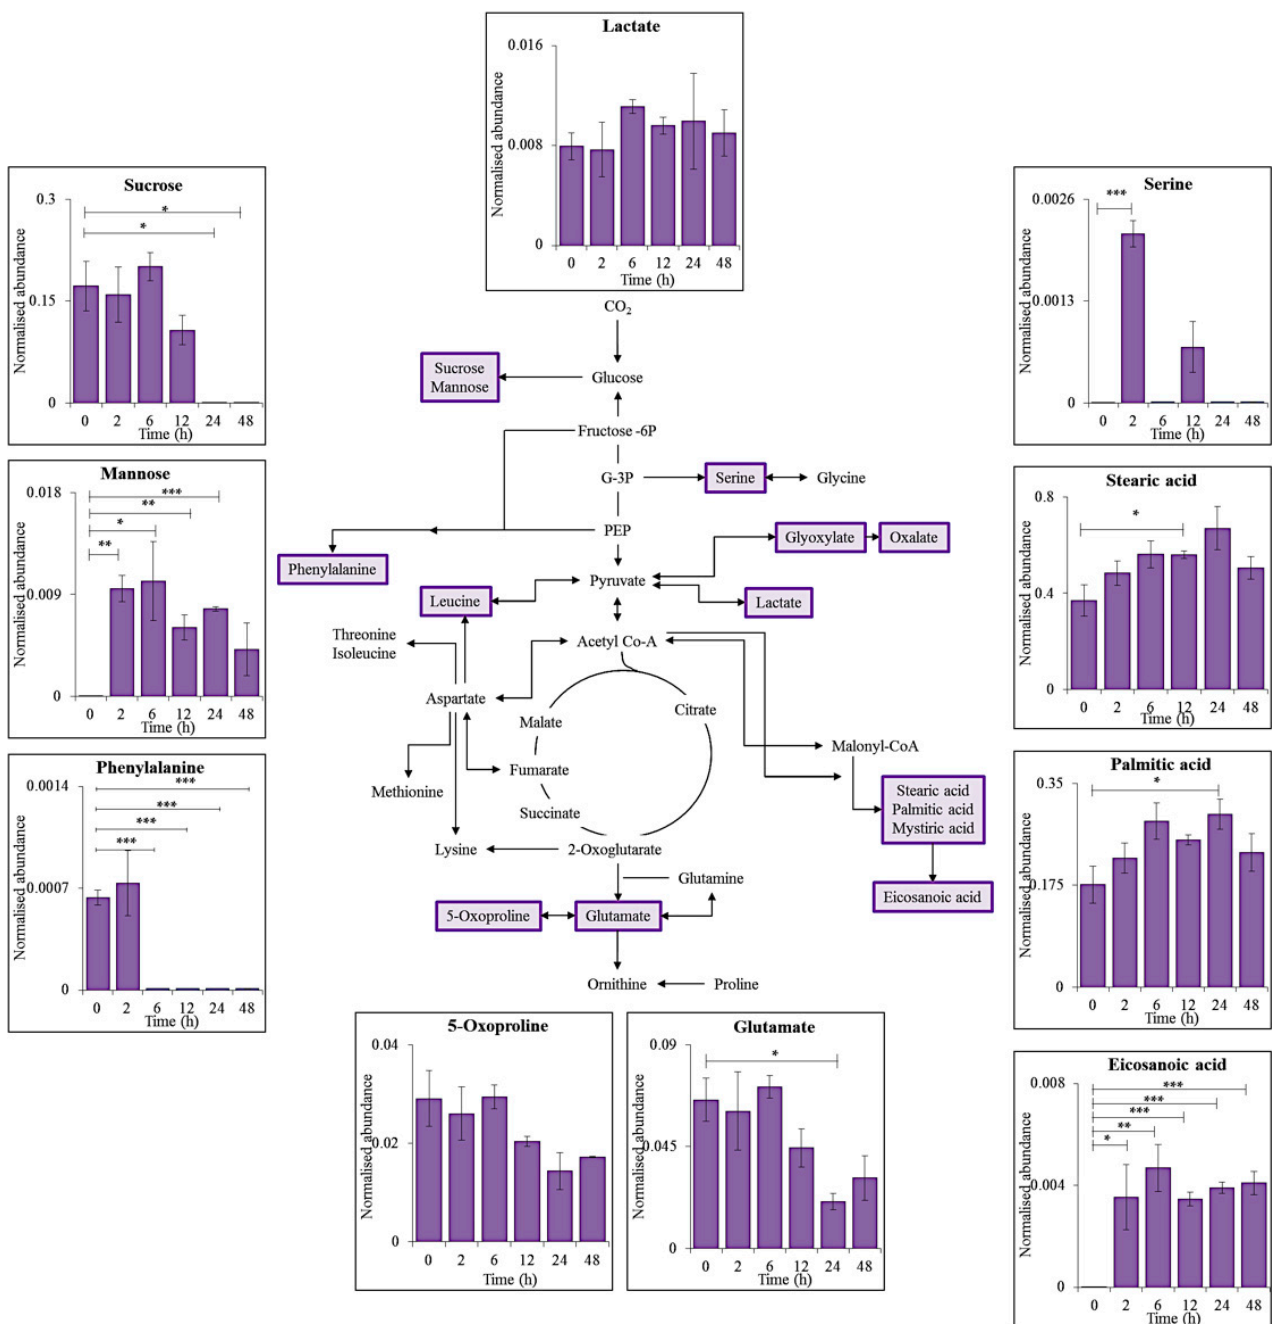 Lactate
Normalised abundance
0.016
0.008
0
0 2 6 12 24 48
Time (h)
Sucrose
Normalised abundance
0.3
0.15
0
*
*
0 2 6 12 24 48
Time (h)
Mannose
Normalised abundance
0.018
0.009
0
***
**
*
**
0 2 6 12 24 48
Time (h)
Phenylalanine
Normalised abundance
0.0014
0.0007
0
***
***
***
***
0 2 6 12 24 48
Time (h)
CO2
Sucrose
Mannose
Glucose
Fructose -6P
G-3P
Serine
Glycine
PEP
Phenylalanine
Glyoxylate
Oxalate
Pyruvate
Leucine
Lactate
Threonine
Isoleucine
Acetyl Co-A
Aspartate
Citrate
Malate
Malonyl-CoA
Fumarate
Methionine
Succinate
Stearic acid
Palmitic acid
Mystiric acid
Lysine
2-Oxoglutarate
Glutamine
Eicosanoic acid
5-Oxoproline
Glutamate
Ornithine
Proline
5-Oxoproline
Normalised abundance
0.04
0.02
0
0 2 6 12 24 48
Time (h)
Glutamate
Normalised abundance
0.09
0.045
0
*
0 2 6 12 24 48
Time (h)
Serine
Normalised abundance
0.0026
0.0013
0
***
0 2 6 12 24 48
Time (h)
Stearic acid
Normalised abundance
0.8
0.4
0
*
0 2 6 12 24 48
Time (h)
Palmitic acid
Normalised abundance
0.35
0.175
0
*
0 2 6 12 24 48
Time (h)
Eicosanoic acid
Normalised abundance
0.008
0.004
0
***
***
***
**
*
0 2 6 12 24 48
Time (h)